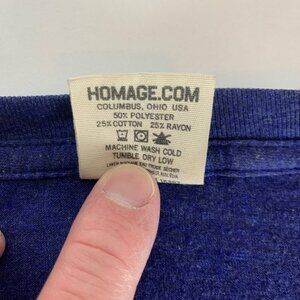 HOMAGE.COM
COLUMBUS, OHIO USA
50% POLYESTER
25% COTTON 25% RAYON
MACHINE WASH COLD
TUMBLE DRY LOW